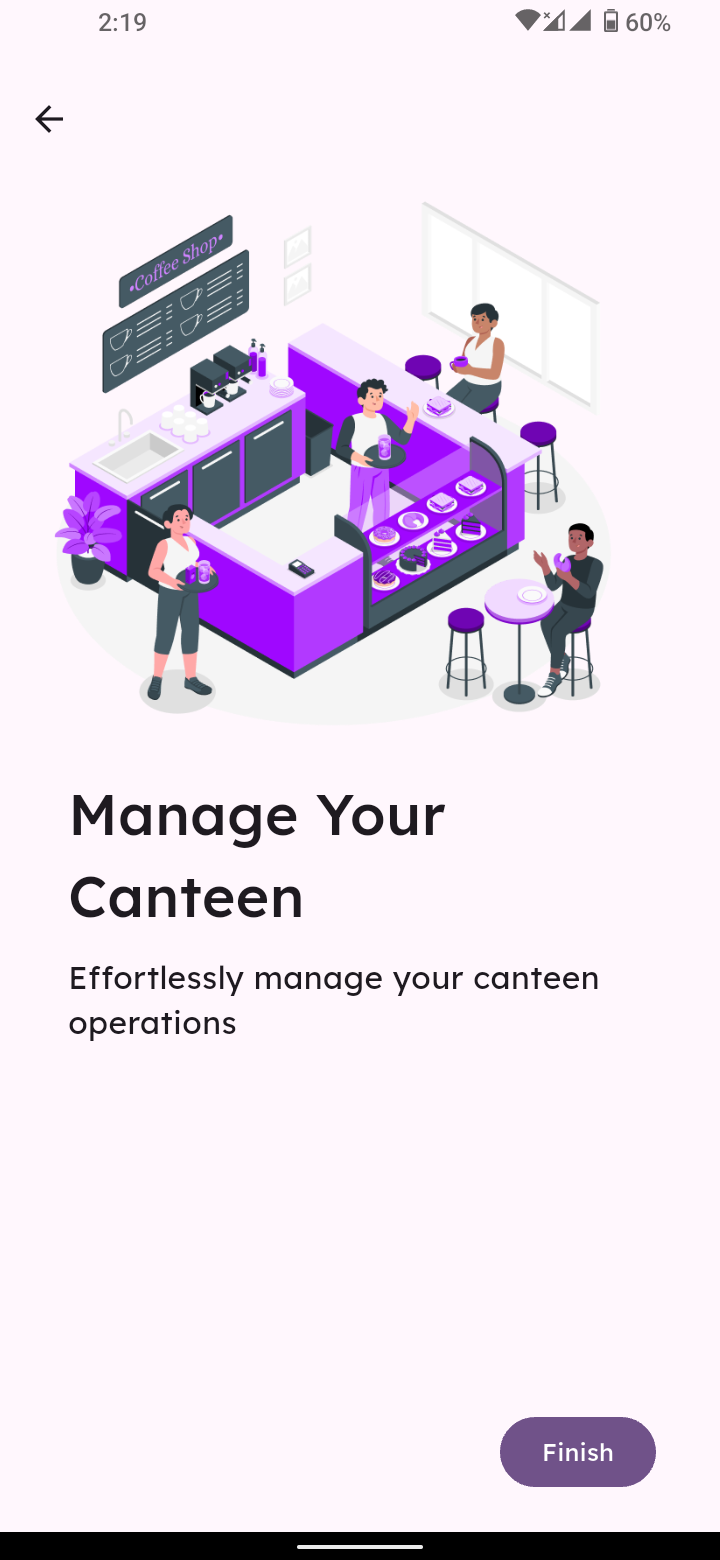 2:19
60%
•Coffee Shop•
Manage Your
Canteen
Effortlessly manage your canteen
operations
Finish